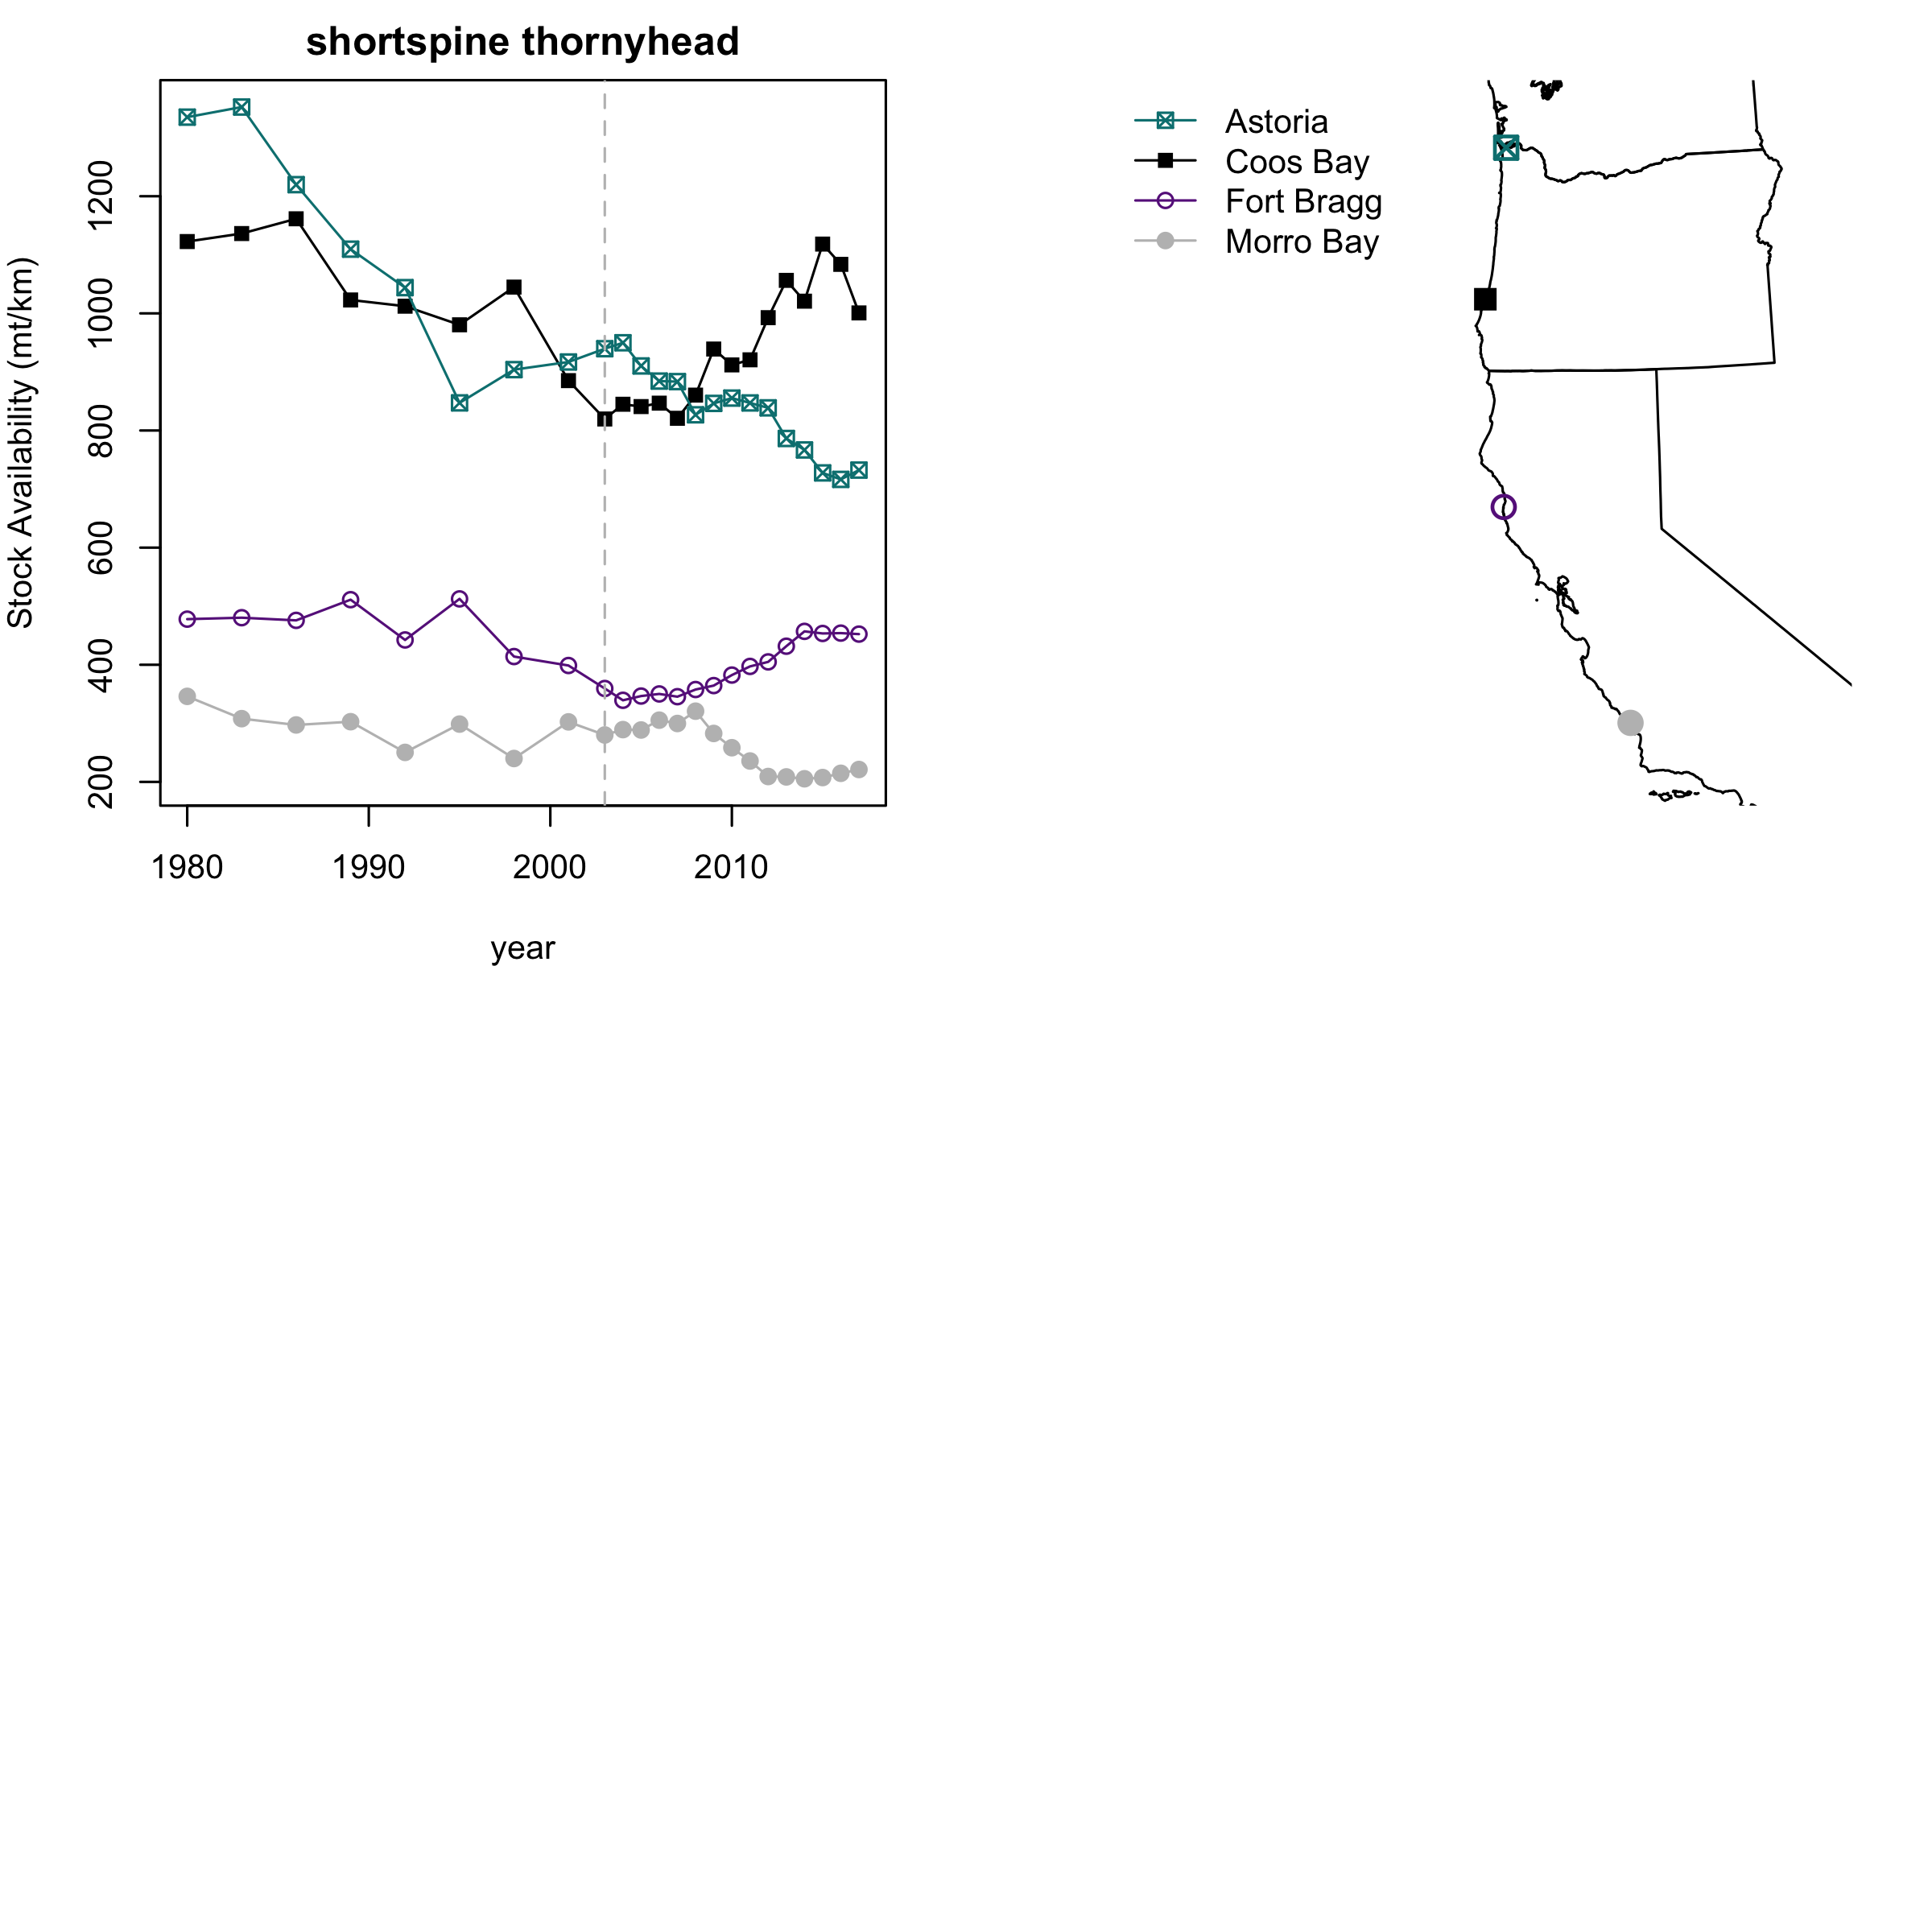 shortspine thornyhead
Stock Availability (mt/km)
1200
1000
800
600
400
200
1980 1990 2000 2010
year
Astoria
Coos Bay
Fort Bragg
Morro Bay